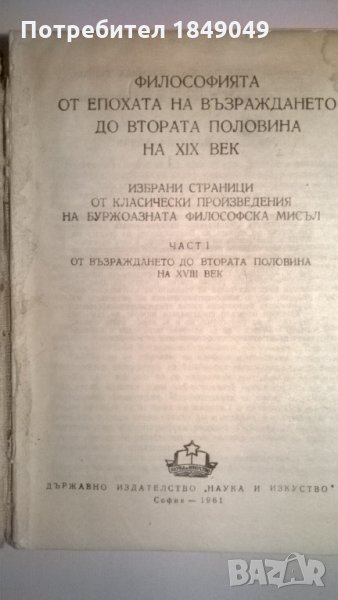 Потребител 1849049
ФИЛОСОФИЯТА
ОТ ЕПОХАТА НА ВЪЗРАЖДАНЕТО
ДО ВТОРАТА ПОЛОВИНА
НА XIX ВЕК
ИЗБРАНИ СТРАНИЦИ
ОТ КЛАСИЧЕСКИ ПРОИЗВЕДЕНИЯ
НА БУРЖОАЗНАТА ФИЛОСОФСКА МИСЪЛ
ЧАСТ I
ОТ ВЪЗРАЖДАНЕТО ДО ВТОРАТА ПОЛОВИНА
НА XVIII ВЕК
ДЪРЖАВНО ИЗДАТЕЛСТВО „НАУКА И ИЗКУСТВО"
София — 1961
BAZAR